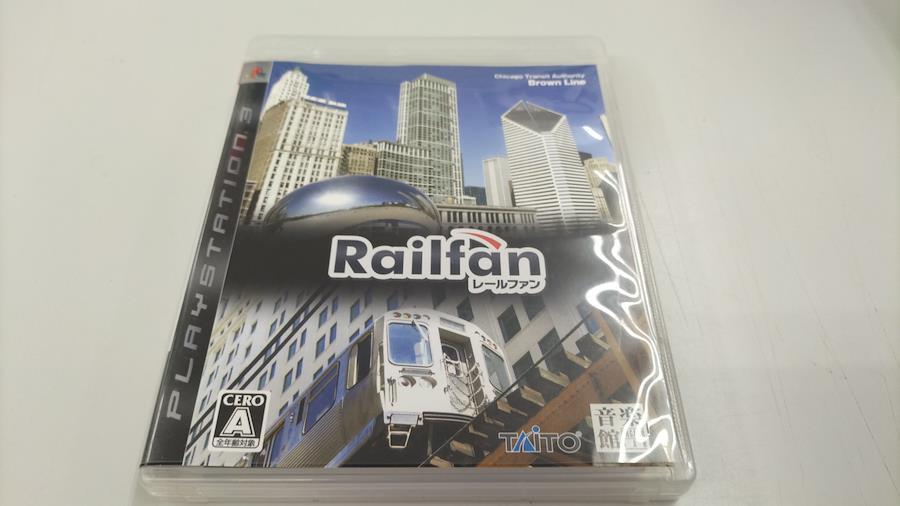 PLAYSTATION 3
Chicago Transit Authority
Brown Line
Railfan
レールファン
CERO
A
全年齢対象
TAITO
音楽
館